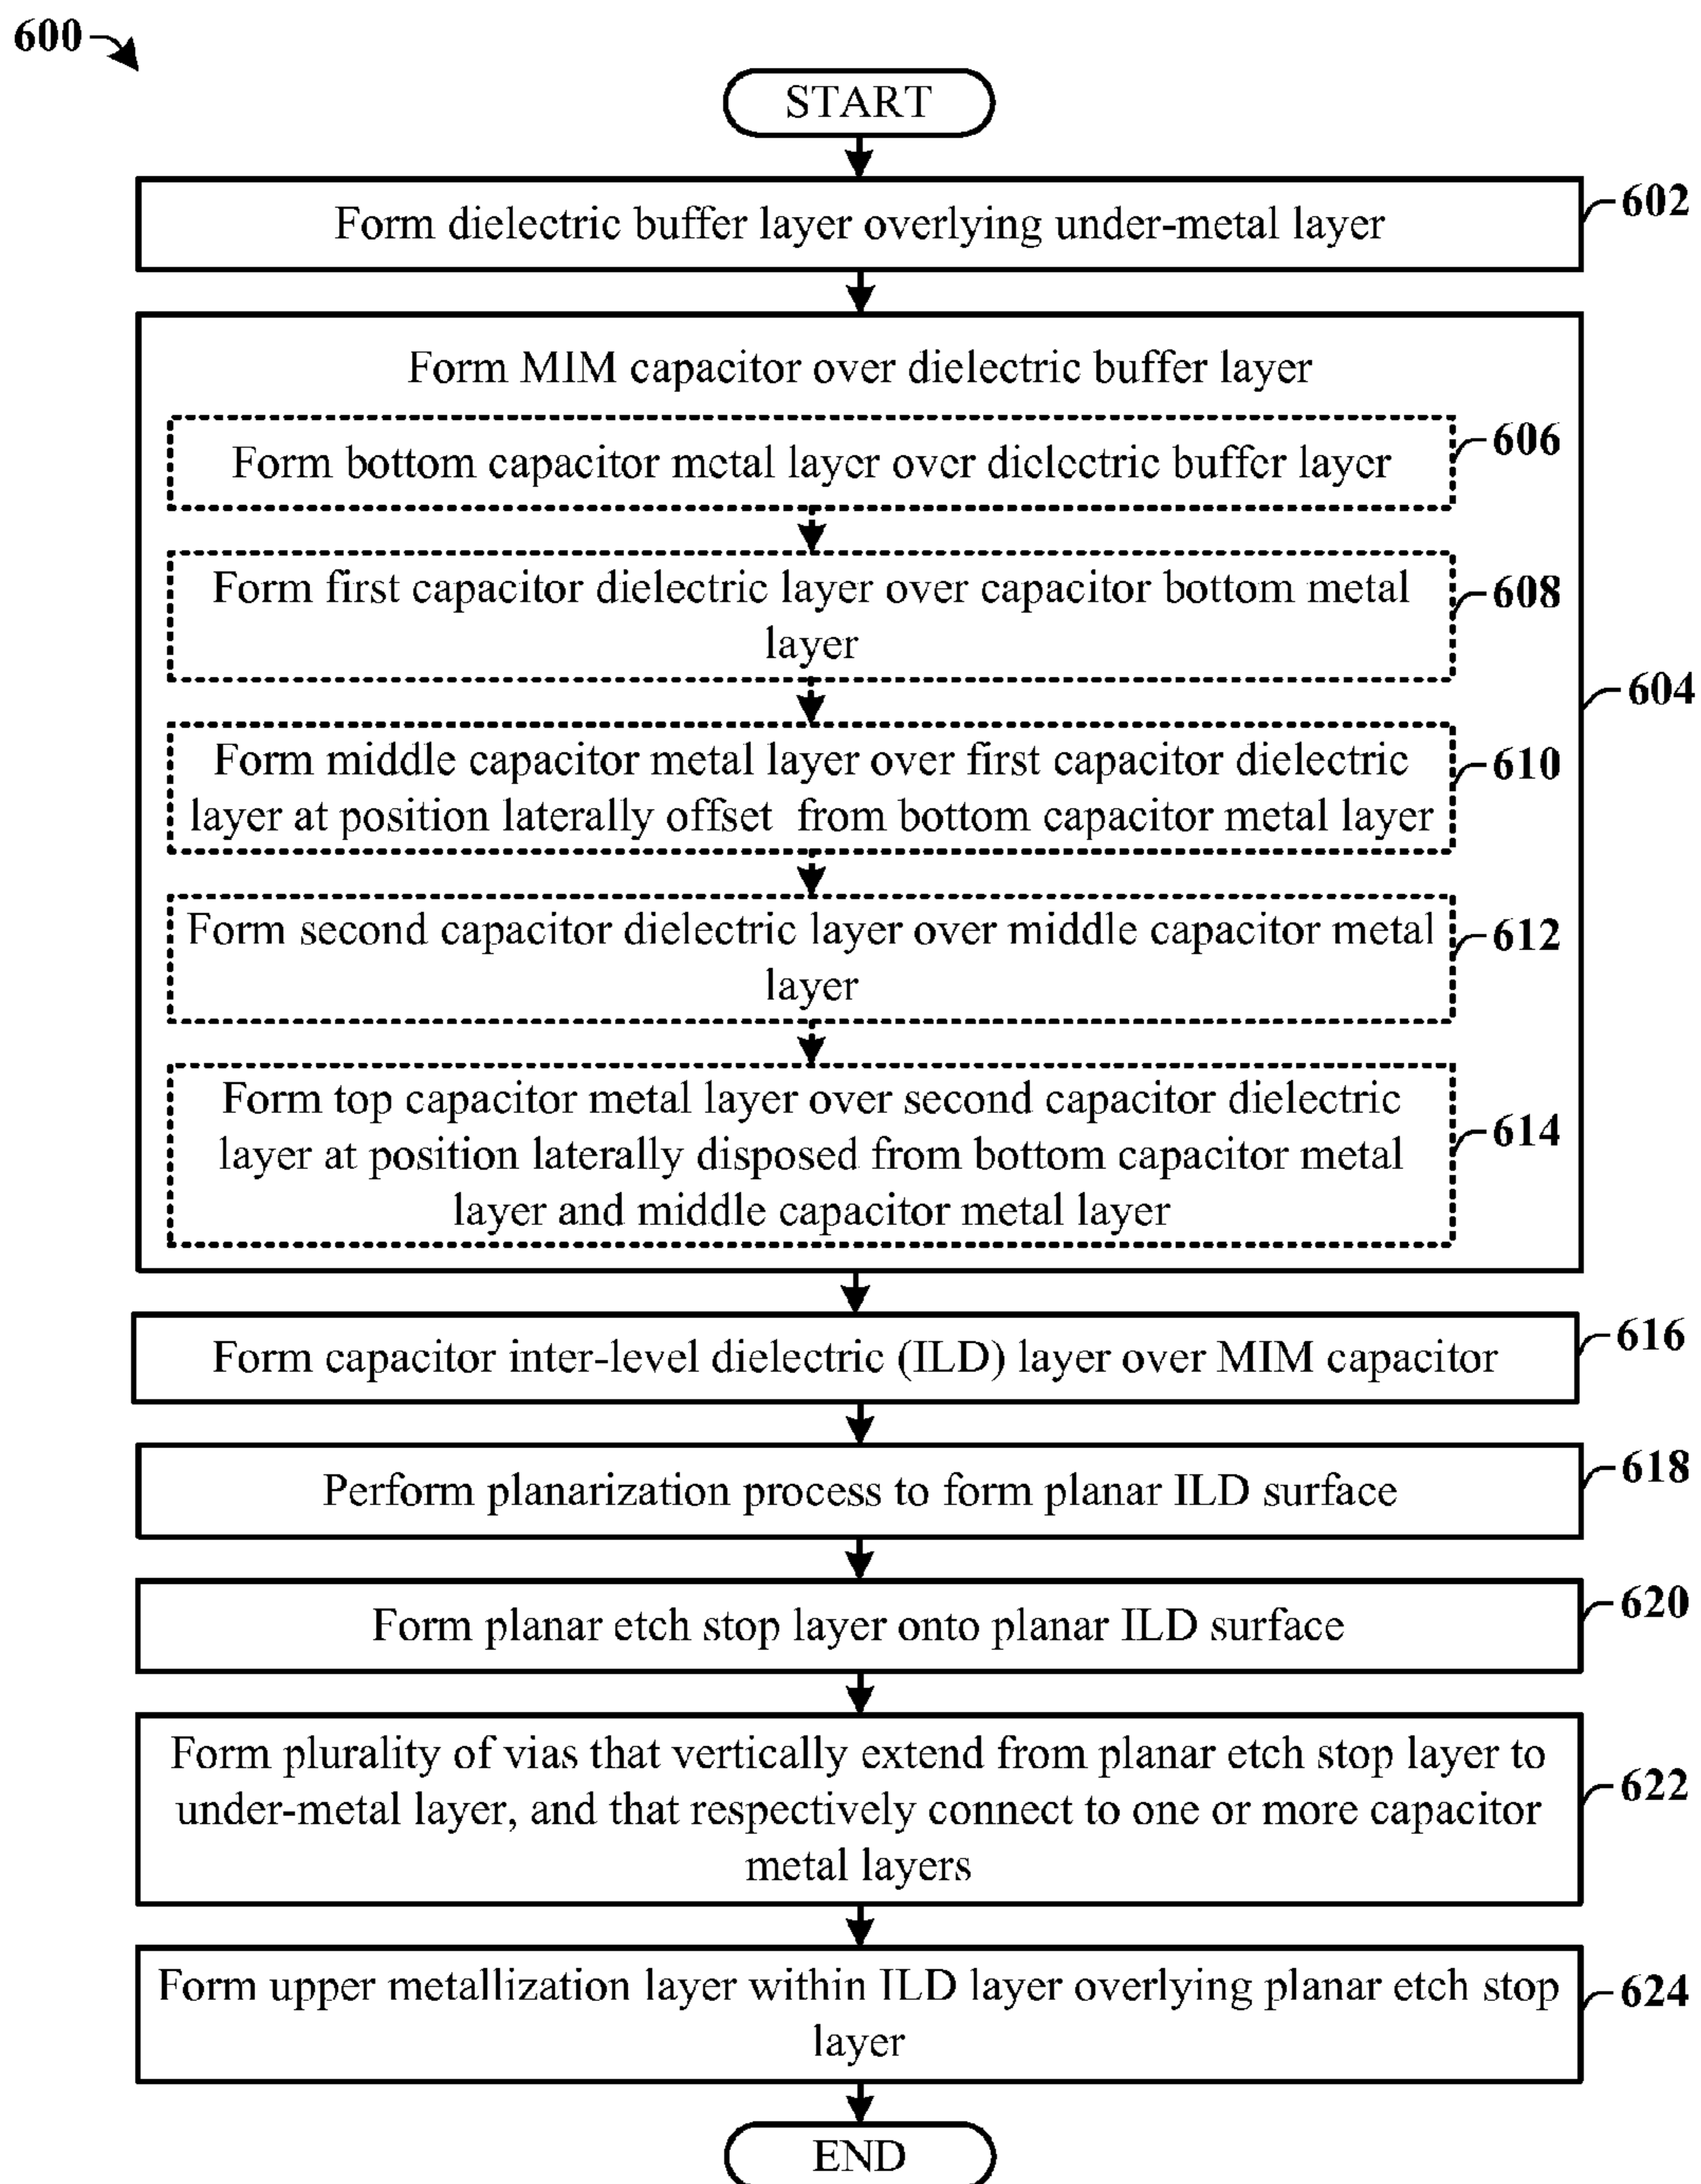 600
START
Form dielectric buffer layer overlying under-metal layer
602
Form MIM capacitor over dielectric buffer layer
604
Form bottom capacitor metal layer over dielectric buffer layer
606
Form first capacitor dielectric layer over capacitor bottom metal
layer
608
Form middle capacitor metal layer over first capacitor dielectric
layer at position laterally offset from bottom capacitor metal layer
610
Form second capacitor dielectric layer over middle capacitor metal
layer
612
Form top capacitor metal layer over second capacitor dielectric
layer at position laterally disposed from bottom capacitor metal
layer and middle capacitor metal layer
614
Form capacitor inter-level dielectric (ILD) layer over MIM capacitor
616
Perform planarization process to form planar ILD surface
618
Form planar etch stop layer onto planar ILD surface
620
Form plurality of vias that vertically extend from planar etch stop layer to
under-metal layer, and that respectively connect to one or more capacitor
metal layers
622
Form upper metallization layer within ILD layer overlying planar etch stop
layer
624
END